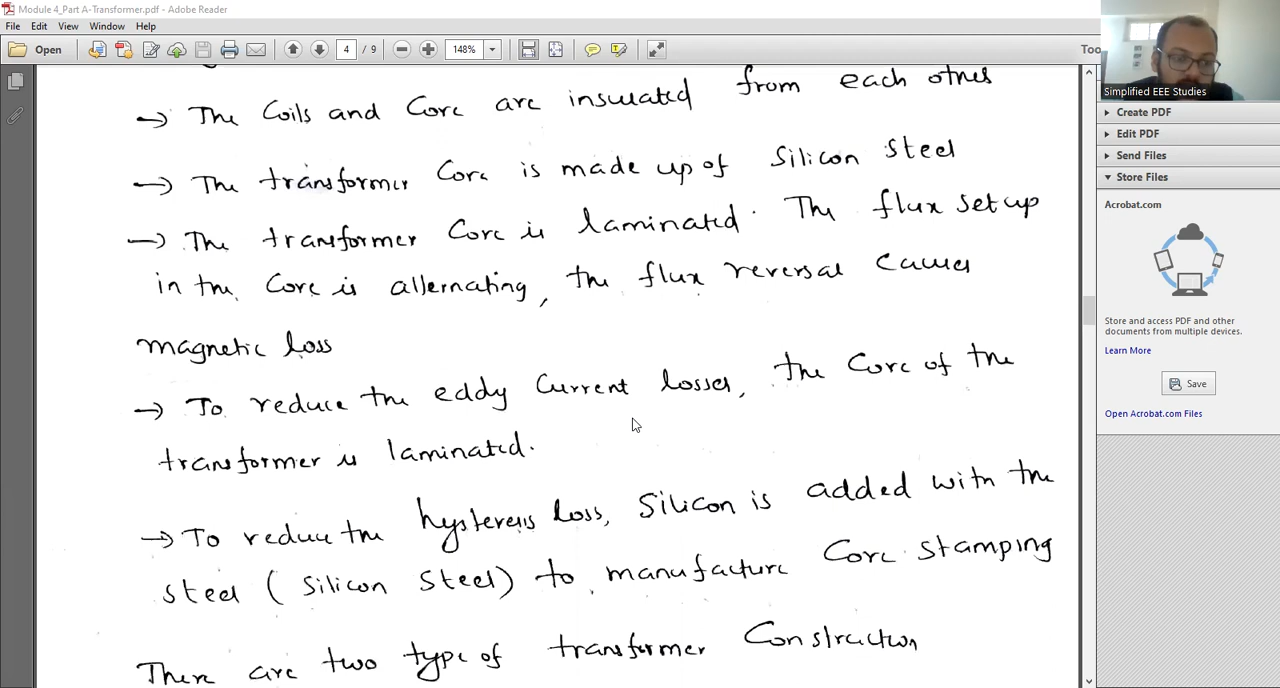 Module 4_Part A-Transformer.pdf - Adobe Reader
File Edit View Window Help
Open 4 / 9 148% Too
Simplified EEE Studies
→ The Coils and Core are insulated from each other
→ The transformer Core is made up of Silicon Steel
→ The transformer Core is laminated. The flux set up
in the Core is alternating, the flux reversal causes
magnetic loss
→ To reduce the eddy current losses, the Core of the
transformer is laminated.
→ To reduce the hysteresis loss, Silicon is added with the
steel (Silicon Steel) to manufacture Core stamping
There are two type of transformer Construction
Create PDF
Edit PDF
Send Files
Store Files
Acrobat.com
Store and access PDF and other
documents from multiple devices.
Learn More
Save
Open Acrobat.com Files